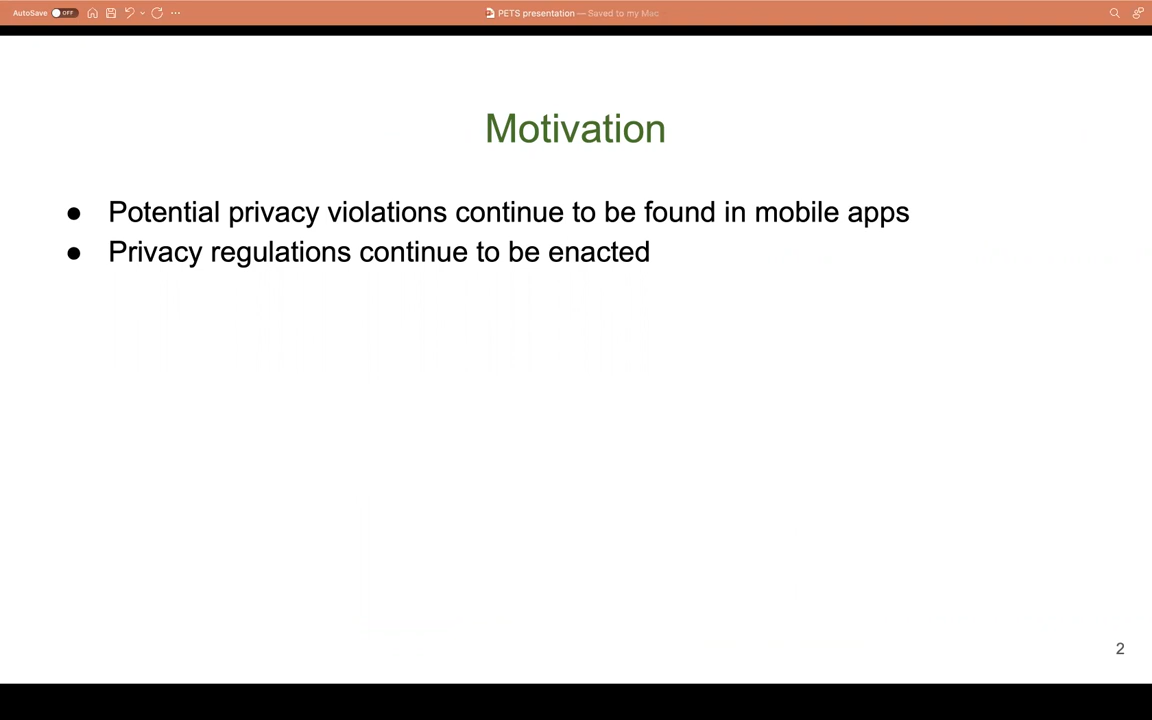 AutoSave OFF ... PETS presentation — Saved to my Mac
Motivation
● Potential privacy violations continue to be found in mobile apps
● Privacy regulations continue to be enacted
2